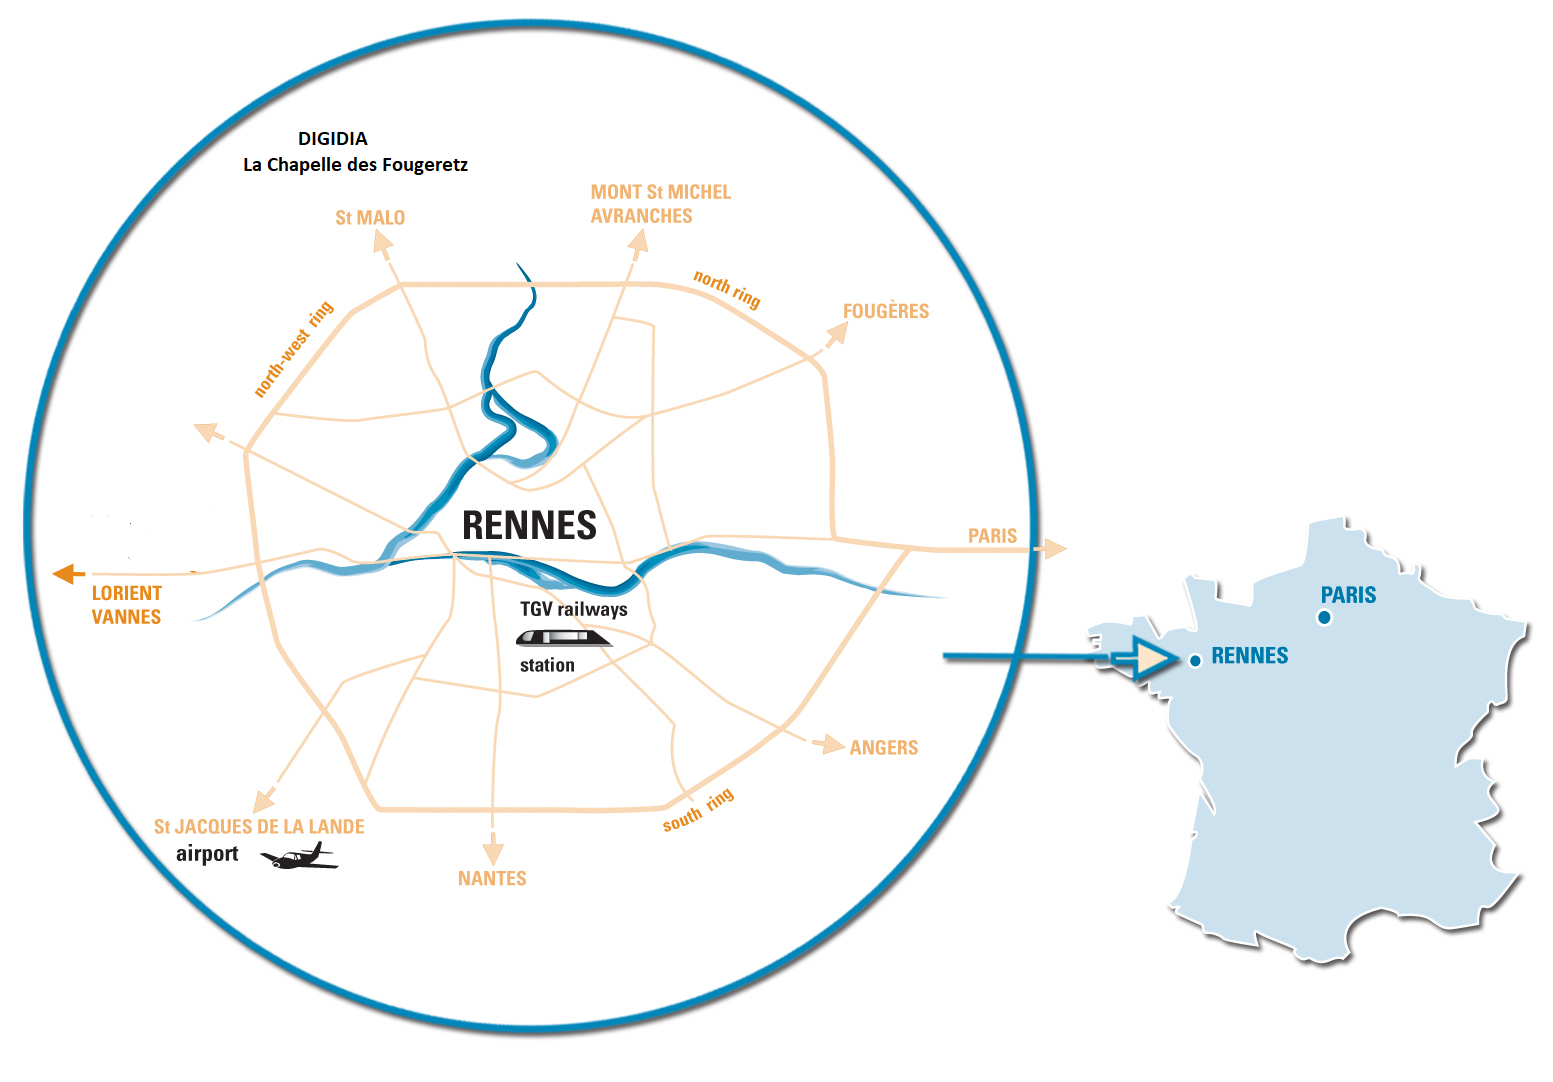 DIGIDIA
La Chapelle des Fougeretz
MONT St MICHEL
AVRANCHES
St MALO
north ring
FOUGÈRES
north-west ring
RENNES
PARIS
LORIENT
VANNES
TGV railways
station
ANGERS
south ring
St JACQUES DE LA LANDE
airport
NANTES
PARIS
RENNES